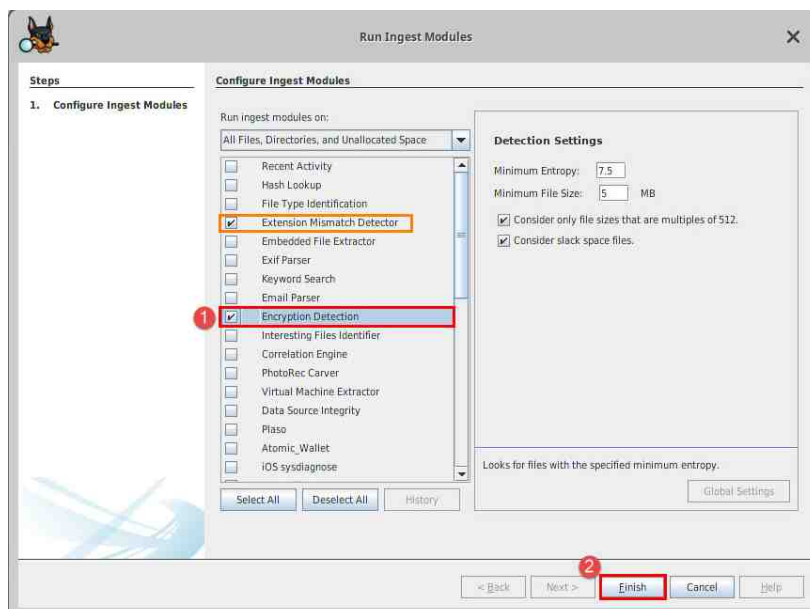 Run Ingest Modules
Steps
1. Configure Ingest Modules
Configure Ingest Modules
Run ingest modules on:
All Files, Directories, and Unallocated Space
Recent Activity
Hash Lookup
File Type Identification
Extension Mismatch Detector
Embedded File Extractor
Exif Parser
Keyword Search
Email Parser
1
Encryption Detection
Interesting Files Identifier
Correlation Engine
PhotoRec Carver
Virtual Machine Extractor
Data Source Integrity
Plaso
Atomic_Wallet
iOS sysdiagnose
Select All
Deselect All
History
Detection Settings
Minimum Entropy: 7.5
Minimum File Size: 5 MB
Consider only file sizes that are multiples of 512.
Consider slack space files.
Looks for files with the specified minimum entropy.
Global Settings
2
< Back
Next >
Finish
Cancel
Help